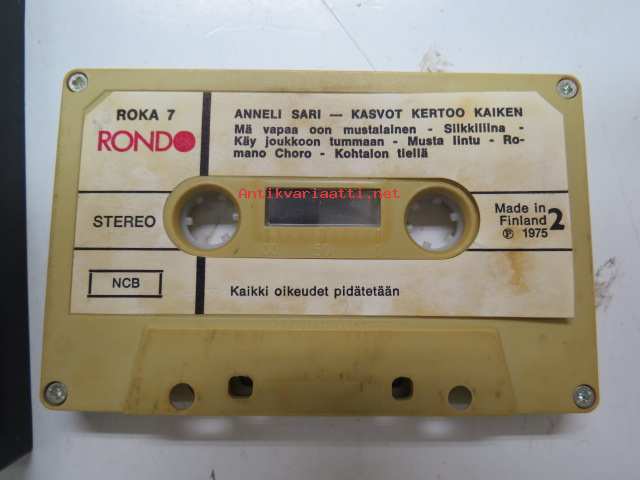 ROKA 7
RONDO
ANNELI SARI — KASVOT KERTOO KAIKEN
Mä vapaa oon mustalainen - Silkkiliina -
Käy joukkoon tummaan - Musta lintu - Ro-
mano Choro - Kohtalon tiellä
Antikvariaatti.net
STEREO
Made in
Finland 2
℗ 1975
NCB
Kaikki oikeudet pidätetään